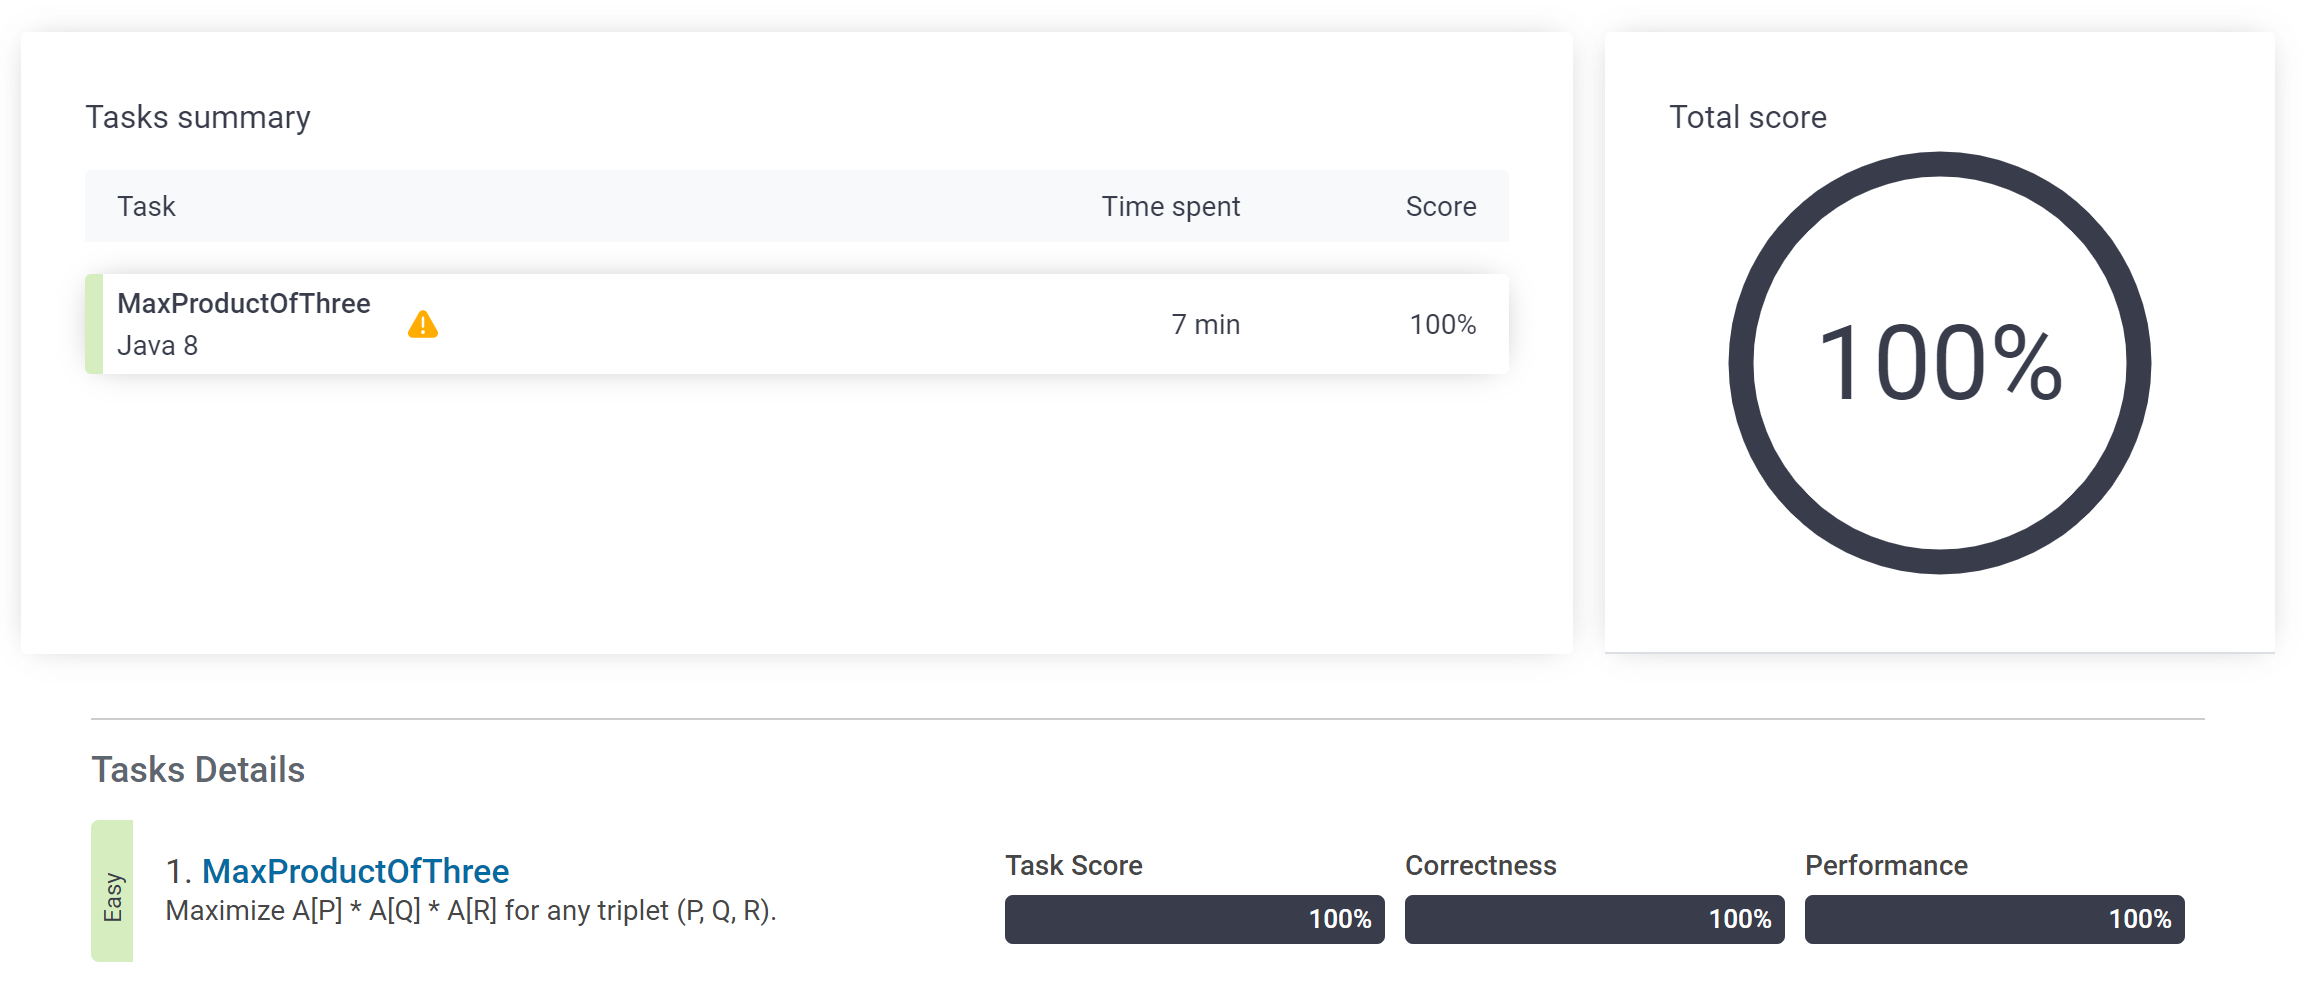 Tasks summary
Total score
Task Time spent Score
MaxProductOfThree
Java 8
7 min 100%
100%
Tasks Details
Easy
1. MaxProductOfThree
Maximize A[P] * A[Q] * A[R] for any triplet (P, Q, R).
Task Score Correctness Performance
100% 100% 100%